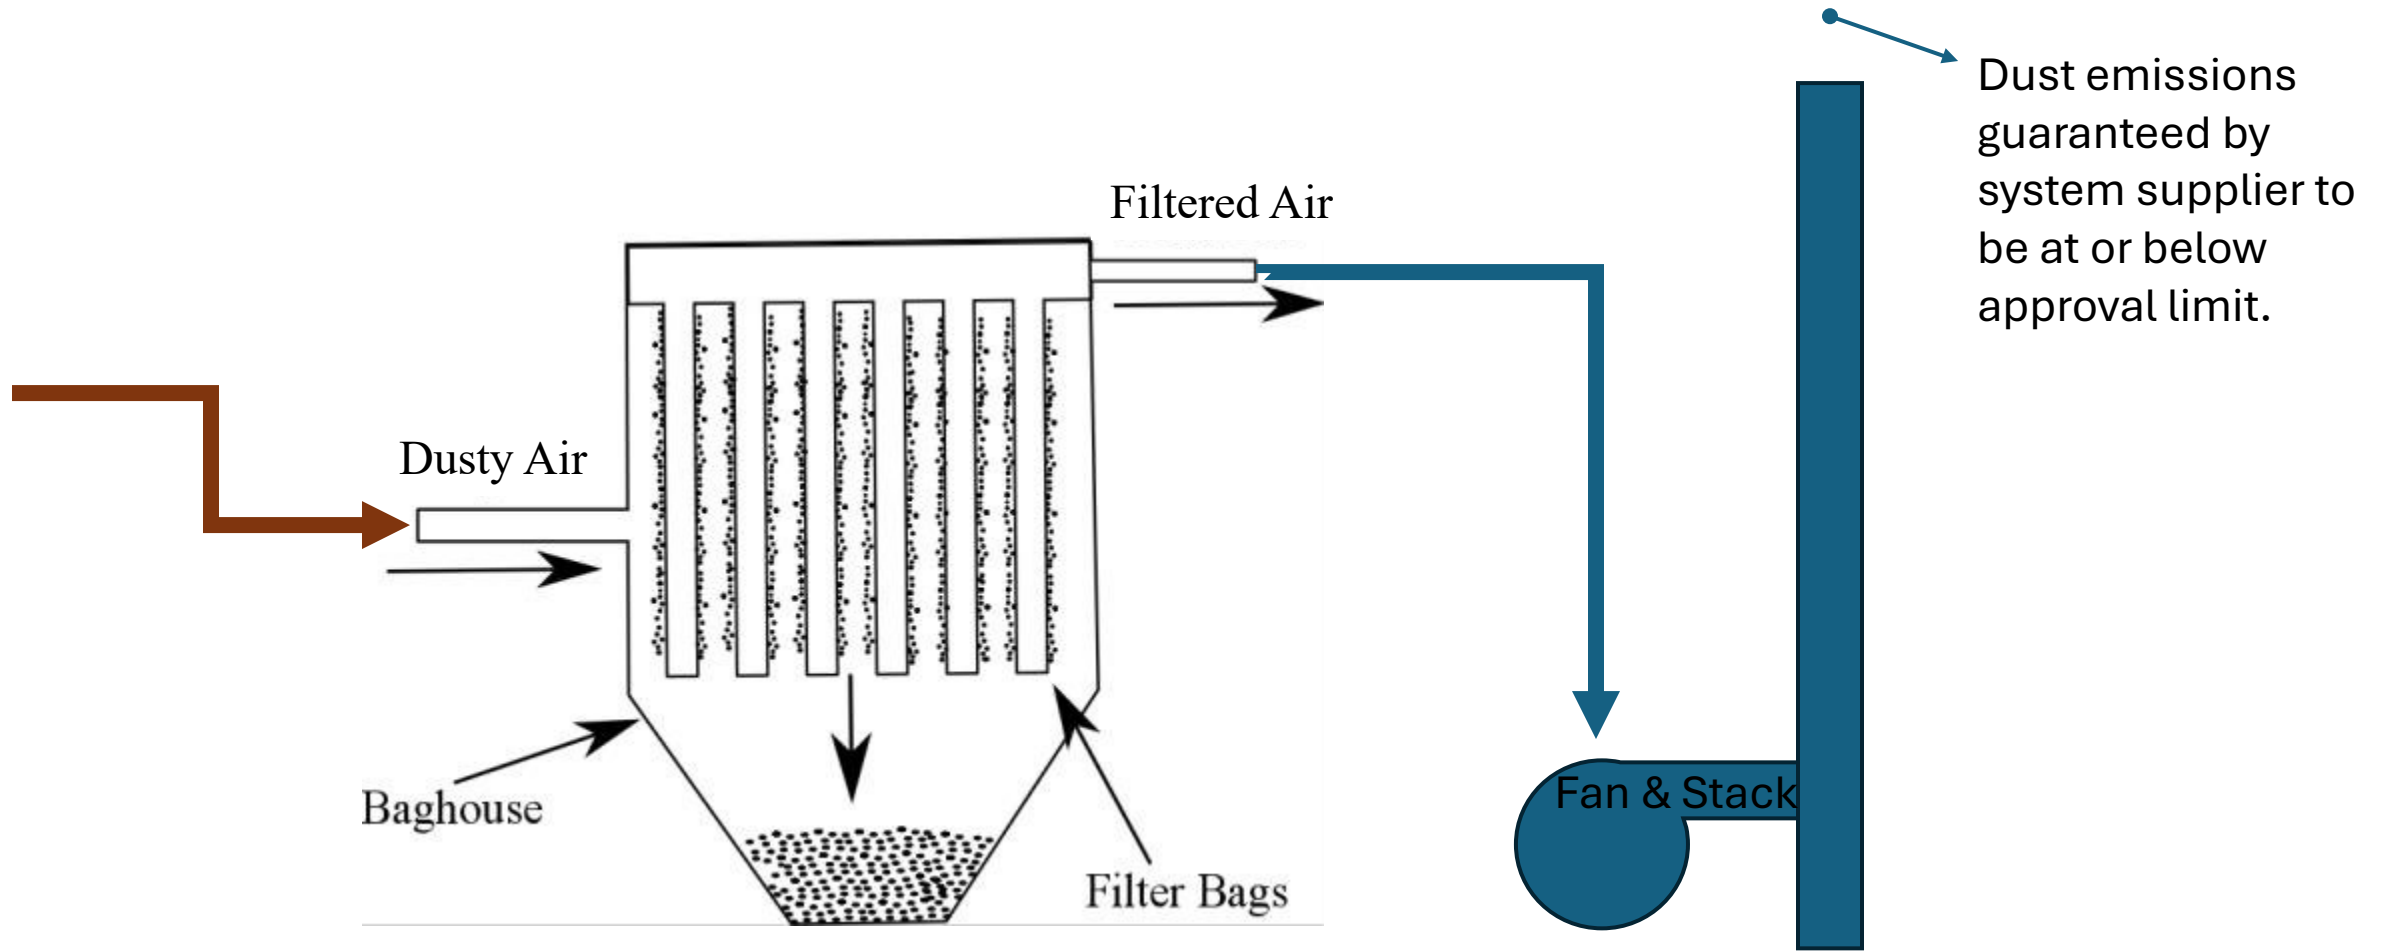 Dust emissions
guaranteed by
system supplier to
be at or below
approval limit.
Filtered Air
Dusty Air
Fan & Stack
Baghouse
Filter Bags